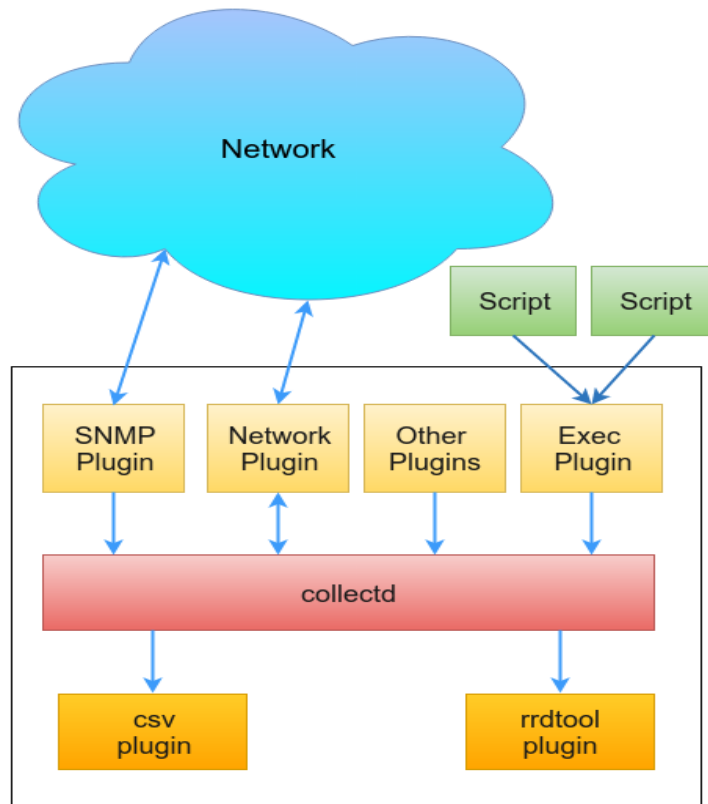 Network
Script
Script
SNMP
Plugin
Network
Plugin
Other
Plugins
Exec
Plugin
collectd
csv
plugin
rrdtool
plugin